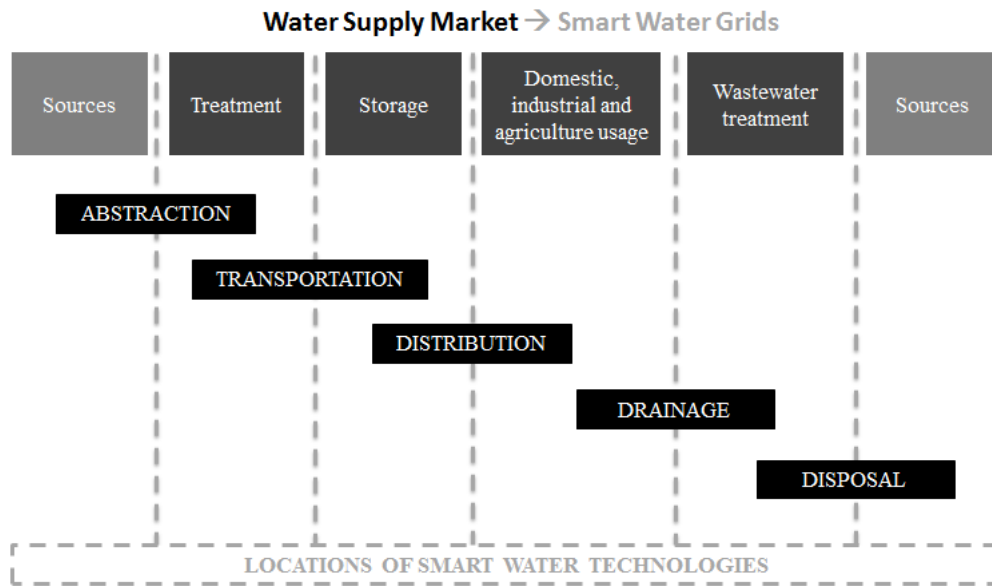 Water Supply Market → Smart Water Grids
Sources
Treatment
Storage
Domestic,
industrial and
agriculture usage
Wastewater
treatment
Sources
ABSTRACTION
TRANSPORTATION
DISTRIBUTION
DRAINAGE
DISPOSAL
LOCATIONS OF SMART WATER TECHNOLOGIES